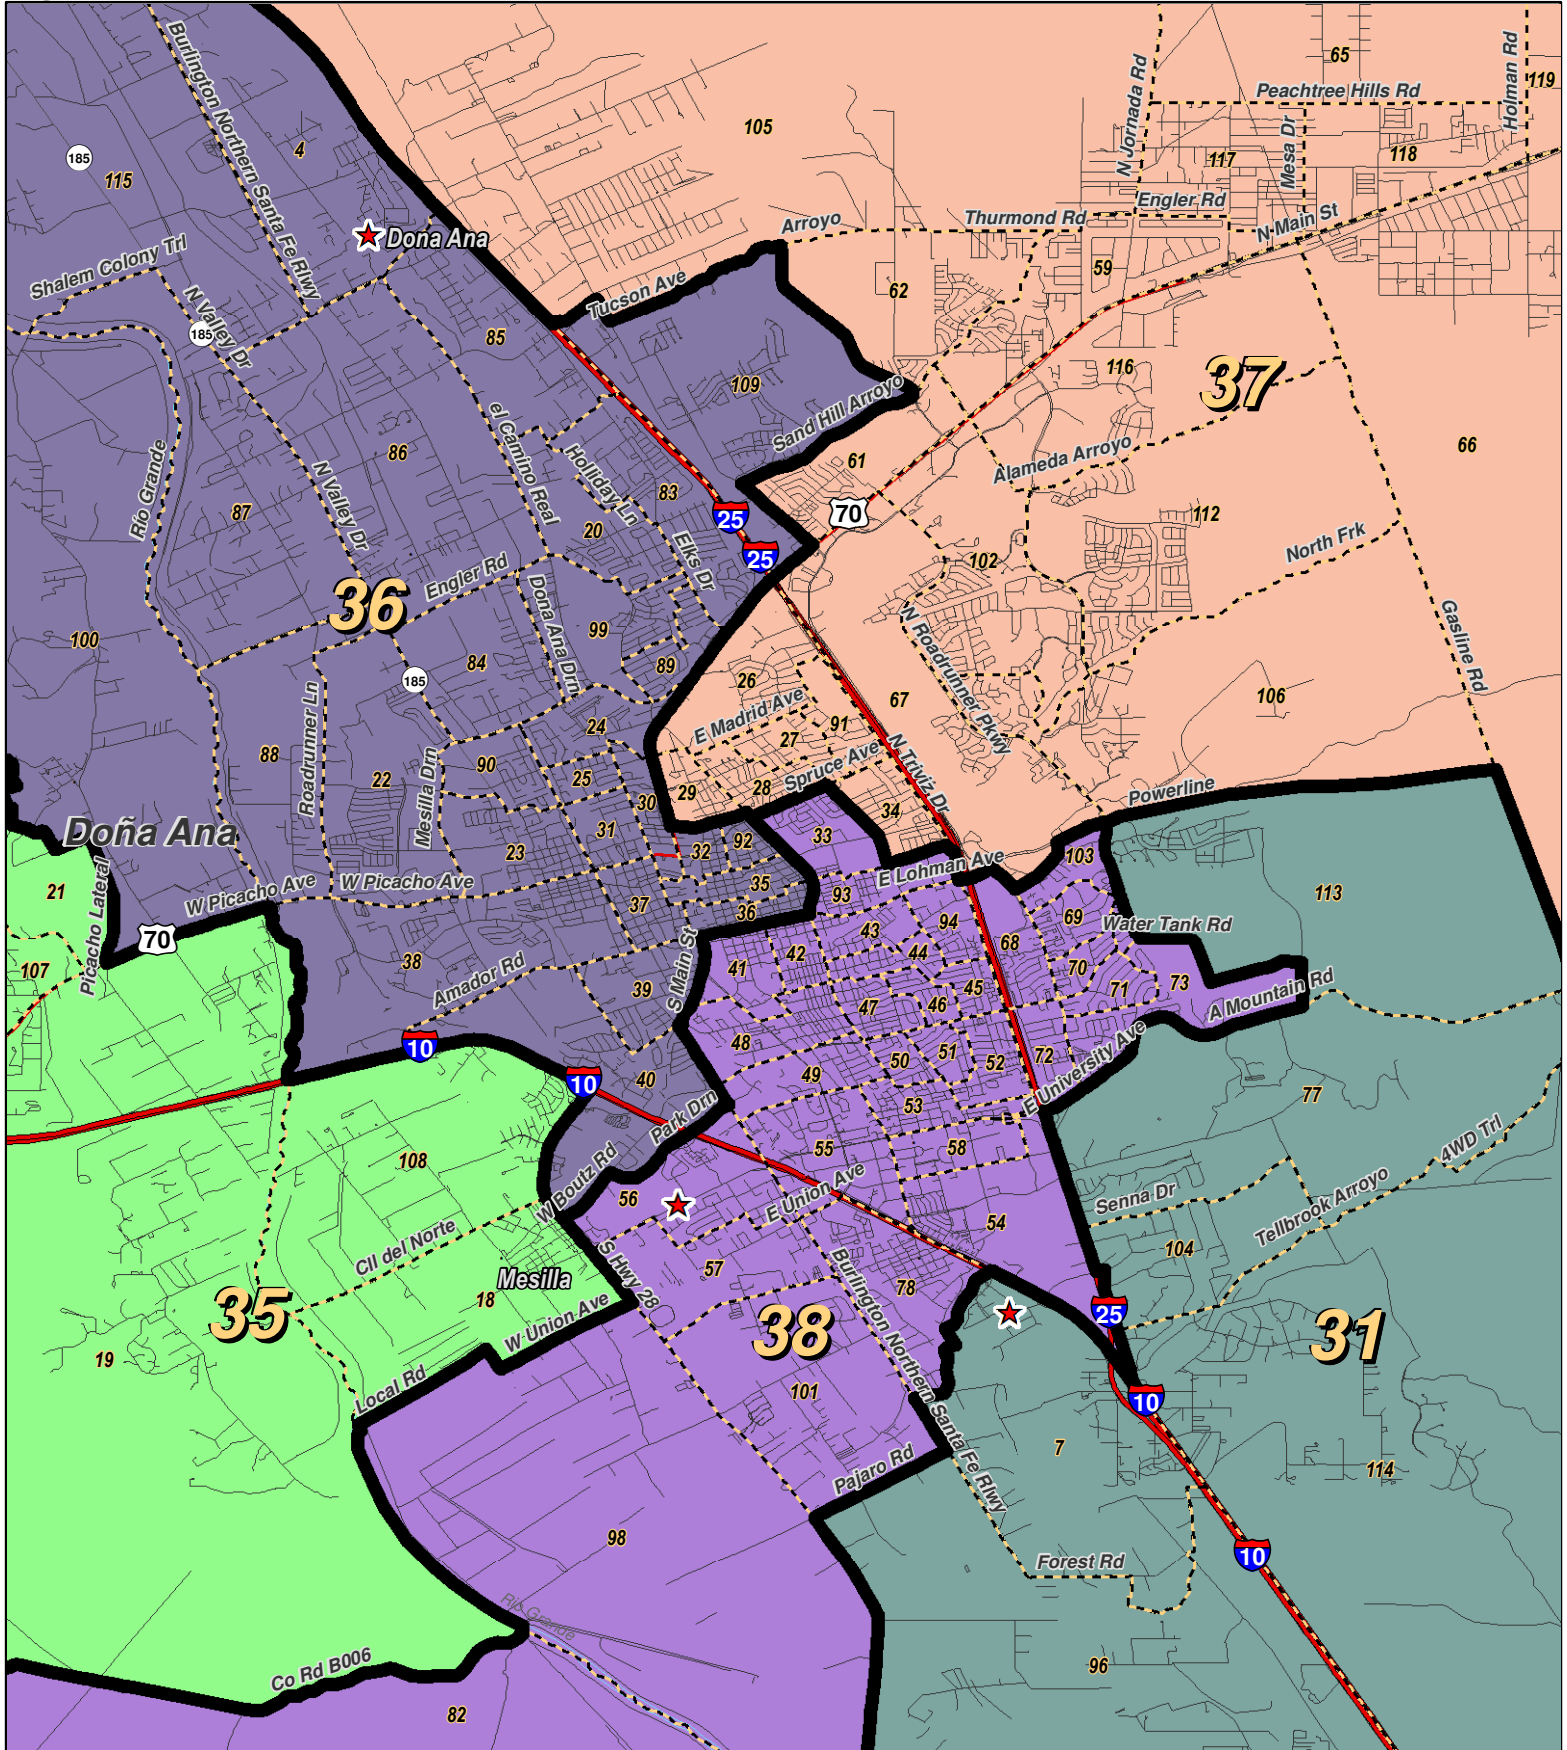 65
Holman Rd
119
Burlington Northern Santa Fe Rlwy
N Jornada Rd
Peachtree Hills Rd
105
Mesa Dr
118
117
4
185
115
Engler Rd
Arroyo
Thurmond Rd
N Main St
Dona Ana
Shalem Colony Trl
59
62
Tucson Ave
N Valley Dr
185
85
116
37
109
Sand Hill Arroyo
el Camino Real
66
86
Holliday Ln
61
Alameda Arroyo
Rio Grande
N Valley Dr
83
87
25
70
112
20
North Frk
25
Elks Dr
102
Engler Rd
36
Dona Ana Drn
100
99
N Roadrunner Pkwy
Gasline Rd
84
89
185
26
67
106
Roadrunner Ln
E Madrid Ave
24
91
27
88
90
22
25
N Triviz Dr
Spruce Ave
28
29
Mesilla Drn
30
34
Powerline
Doña Ana
31
33
92
32
23
103
E Lohman Ave
21
Picacho Lateral
W Picacho Ave
W Picacho Ave
35
113
93
37
36
69
94
Water Tank Rd
70
43
68
42
44
38
S Main St
41
70
107
Amador Rd
39
73
45
71
A Mountain Rd
46
47
48
10
51
50
52
72
E University Ave
49
10
40
77
53
Park Drn
4WD Trl
55
58
108
W Boutz Rd
56
E Union Ave
Senna Dr
Tellbrook Arroyo
54
Cll del Norte
104
S Hwy 28
57
Mesilla
Burlington Northern Santa Fe Rlwy
78
18
35
W Union Ave
25
38
31
19
Local Rd
101
10
7
114
Pajaro Rd
98
10
Forest Rd
Rio Grande
96
Co Rd B006
82